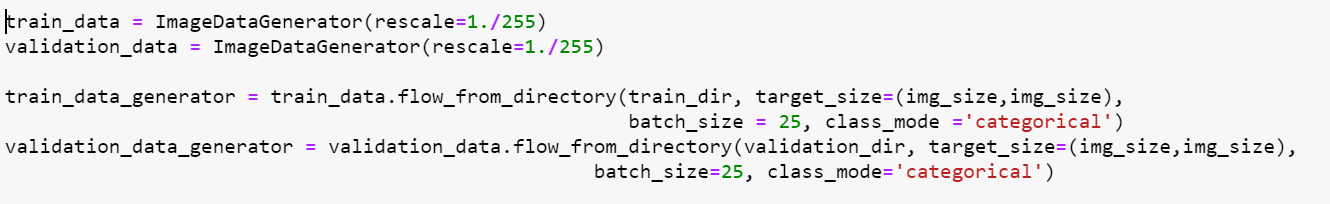 train_data = ImageDataGenerator(rescale=1./255)
validation_data = ImageDataGenerator(rescale=1./255)
train_data_generator = train_data.flow_from_directory(train_dir, target_size=(img_size,img_size),
batch_size = 25, class_mode ='categorical')
validation_data_generator = validation_data.flow_from_directory(validation_dir, target_size=(img_size,img_size),
batch_size=25, class_mode='categorical')